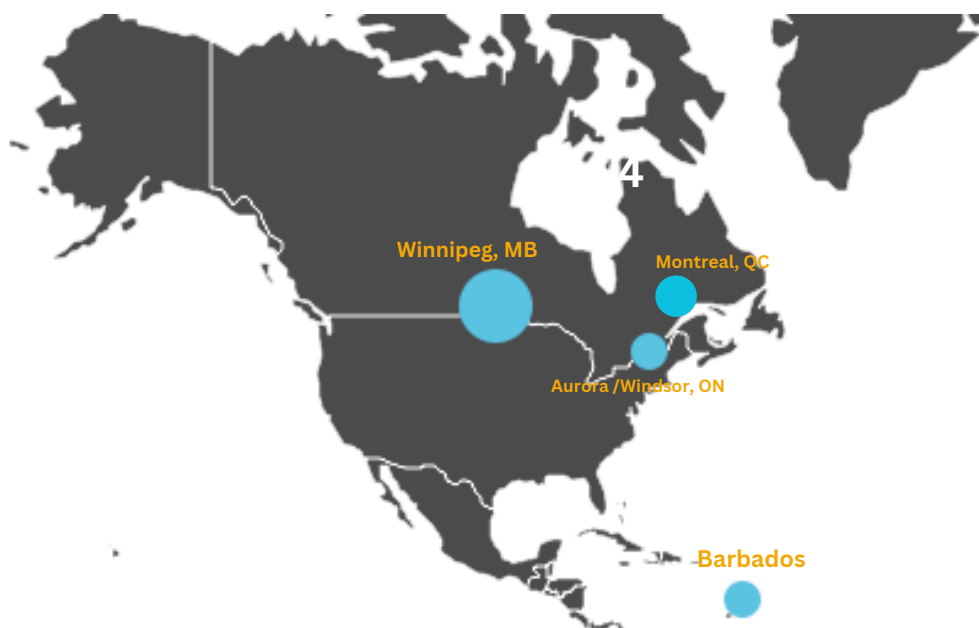 4
Winnipeg, MB
Montreal, QC
Aurora /Windsor, ON
Barbados